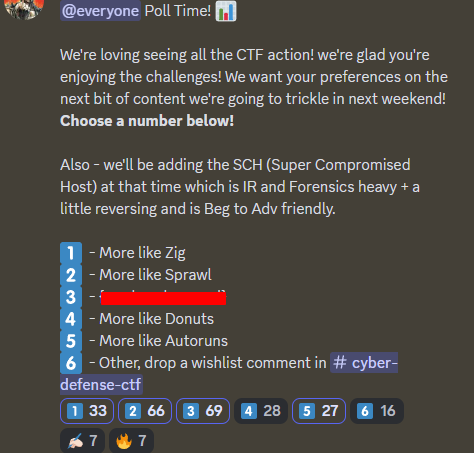 @everyone Poll Time! 📊
We're loving seeing all the CTF action! we're glad you're
enjoying the challenges! We want your preferences on the
next bit of content we're going to trickle in next weekend!
Choose a number below!
Also - we'll be adding the SCH (Super Compromised
Host) at that time which is IR and Forensics heavy + a
little reversing and is Beg to Adv friendly.
1 - More like Zig
2 - More like Sprawl
3 -
4 - More like Donuts
5 - More like Autoruns
6 - Other, drop a wishlist comment in # cyber-
defense-ctf
1 33 2 66 3 69 4 28 5 27 6 16
✍🏻 7 🔥 7